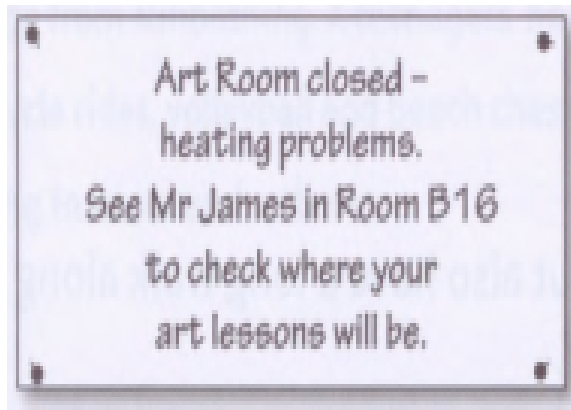 Art Room closed –
heating problems.
See Mr James in Room B16
to check where your
art lessons will be.